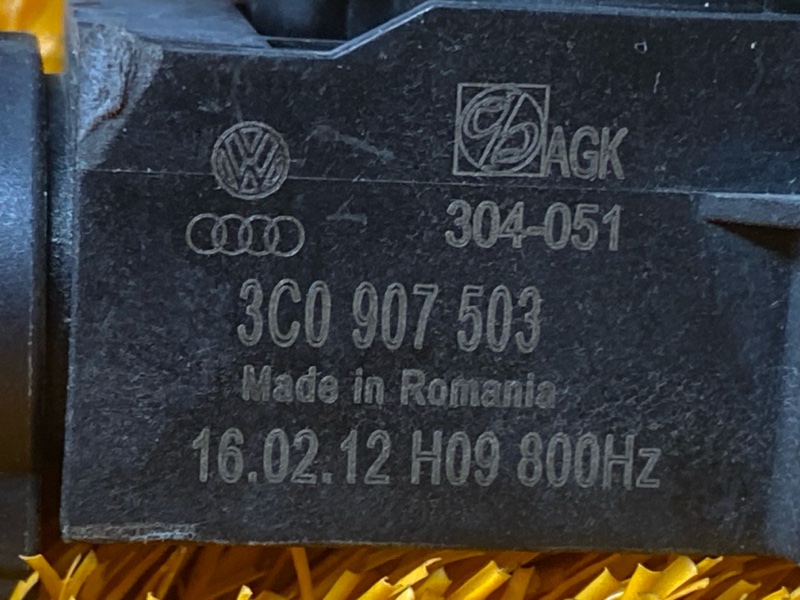 AGK
304-051
3C0 907 503
Made in Romania
16.02.12 H09 800Hz